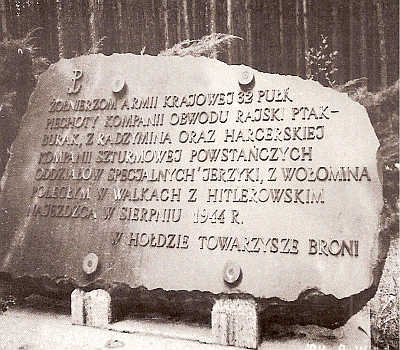 ŻOŁNIERZOM ARMII KRAJOWEJ 32 PUŁK
PIECHOTY KOMPANII OBWODU RAJSKI PTAK-
BURAK, Z RADZYMINA ORAZ HARCERSKIEJ
KOMPANII SZTURMOWEJ POWSTAŃCZYCH
ODDZIAŁÓW SPECJALNYCH "JERZYKI, Z WOŁOMINA
POLEGŁYM W WALKACH Z HITLEROWSKIM
NAJEŹDŹCĄ W SIERPNIU 1944 R.
W HOŁDZIE TOWARZYSZE BRONI